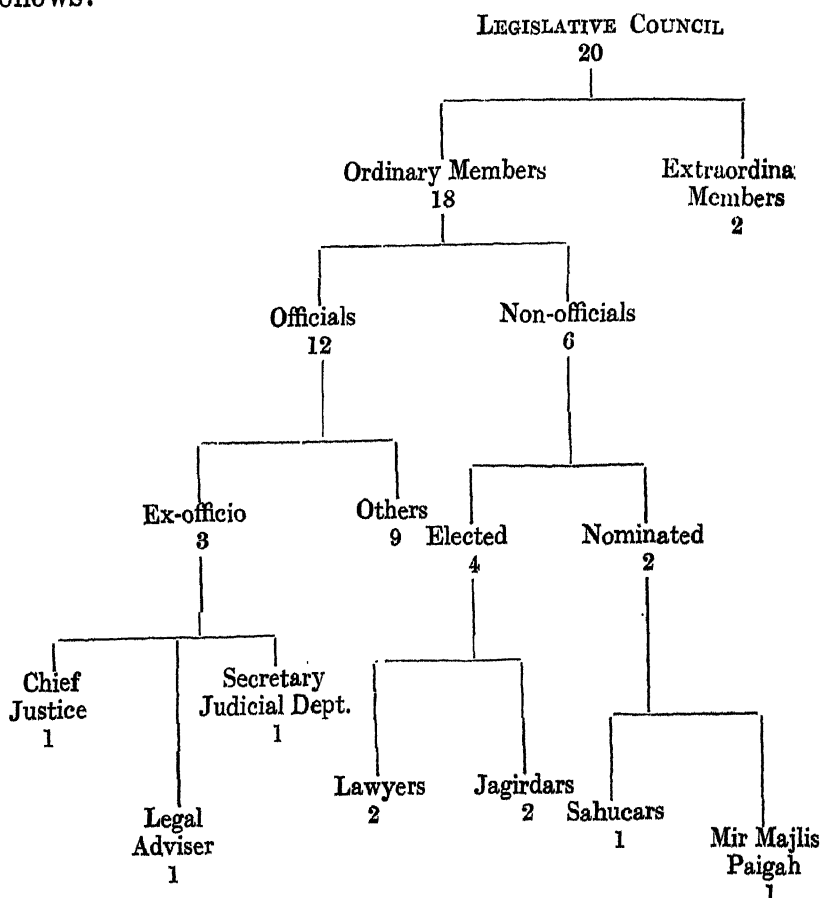 LEGISLATIVE COUNCIL
20
Ordinary Members
18
Extraordina
Members
2
Officials
12
Non-officials
6
Ex-officio
3
Others
9
Elected
4
Nominated
2
Chief
Justice
1
Legal
Adviser
1
Secretary
Judicial Dept.
1
Lawyers
2
Jagirdars
2
Sahucars
1
Mir Majlis
Paigah
1